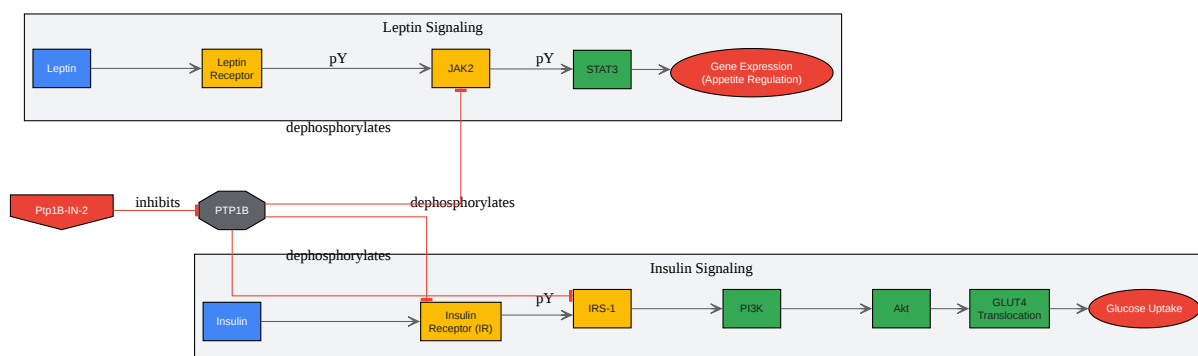 Leptin Signaling
Leptin
Leptin
Receptor
pY
JAK2
pY
STAT3
Gene Expression
(Appetite Regulation)
dephosphorylates
Ptp1B-IN-2
inhibits
PTP1B
dephosphorylates
dephosphorylates
Insulin Signaling
Insulin
Insulin
Receptor (IR)
pY
IRS-1
PI3K
Akt
GLUT4
Translocation
Glucose Uptake